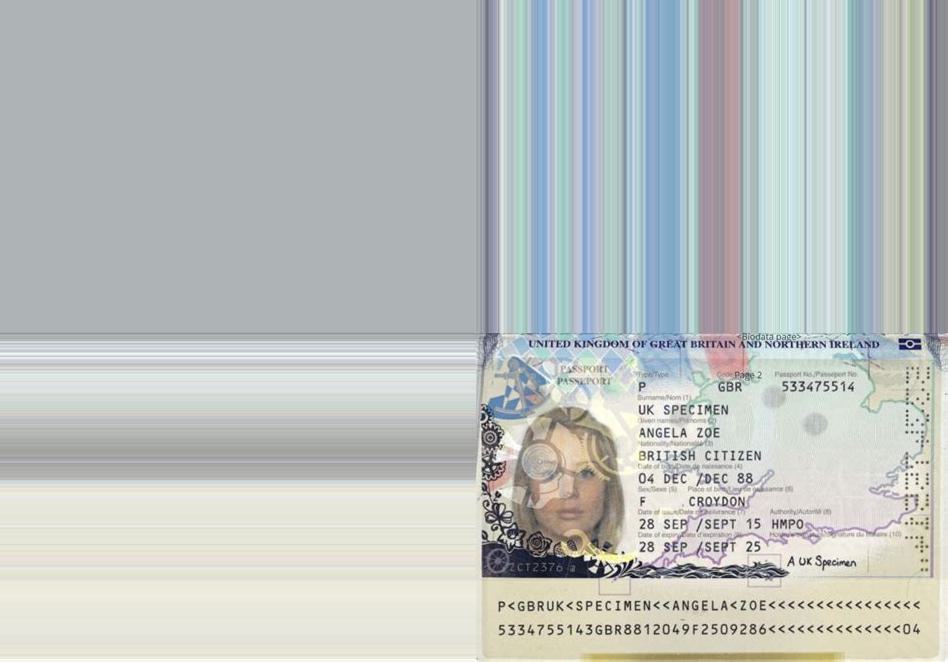 <Biodata page>
UNITED KINGDOM OF GREAT BRITAIN AND NORTHERN IRELAND
PASSPORT
PASSEPORT
Type/Type Code Page 2 Passport No./Passeport No.
P GBR 533475514
Surname/Nom (1)
UK SPECIMEN
Given names/Prénoms (2)
ANGELA ZOE
Nationality/Nationalité (3)
BRITISH CITIZEN
Date of birth/Date de naissance (4)
04 DEC /DEC 88
Sex/Sexe (5) Place of birth/Lieu de naissance (6)
F CROYDON
Date of issue/Date de délivrance (7) Authority/Autorité (8)
28 SEP /SEPT 15 HMPO
Date of expiry/Date d'expiration (9) signature du titulaire (10)
28 SEP /SEPT 25
A UK Specimen
P<GBRUK<SPECIMEN<<ANGELA<ZOE<<<<<<<<<<<<<<<<
5334755143GBR8812049F2509286<<<<<<<<<<<<<<04